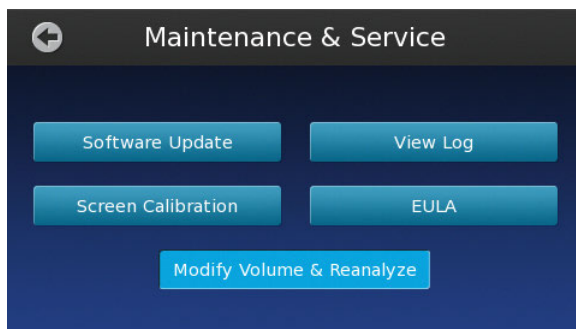 Maintenance & Service
Software Update
View Log
Screen Calibration
EULA
Modify Volume & Reanalyze